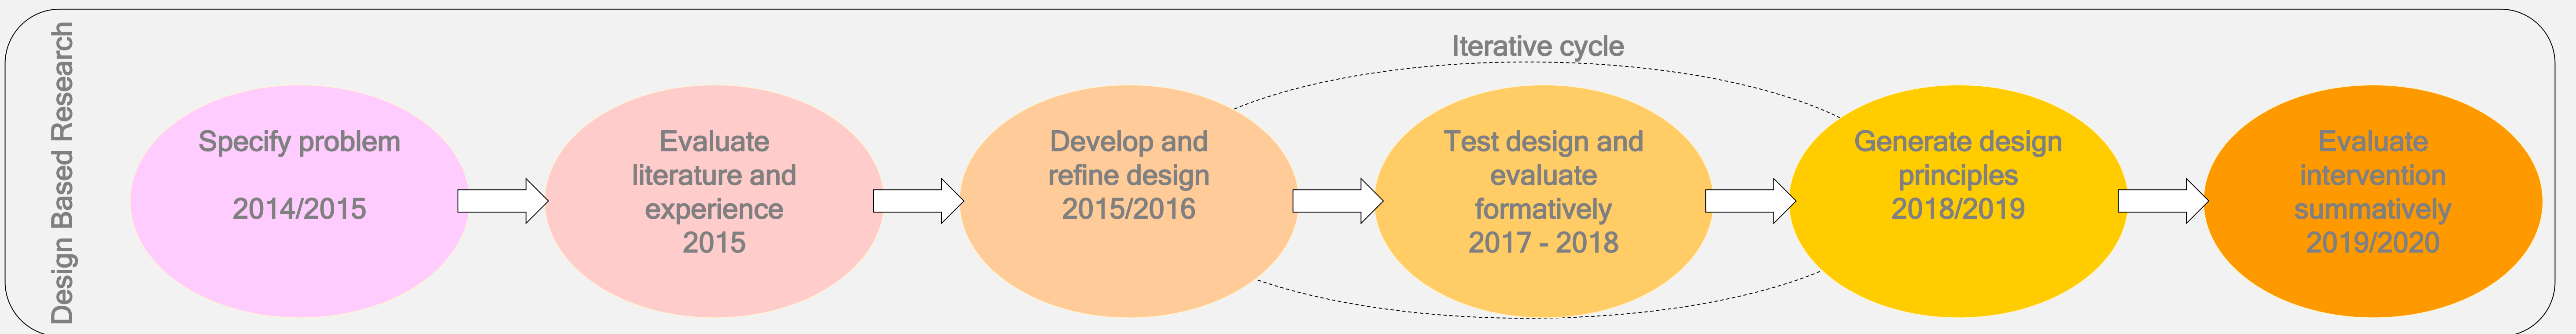 Design Based Research
Iterative cycle
Specify problem
2014/2015
Evaluate
literature and
experience
2015
Develop and
refine design
2015/2016
Test design and
evaluate
formatively
2017 - 2018
Generate design
principles
2018/2019
Evaluate
intervention
summatively
2019/2020